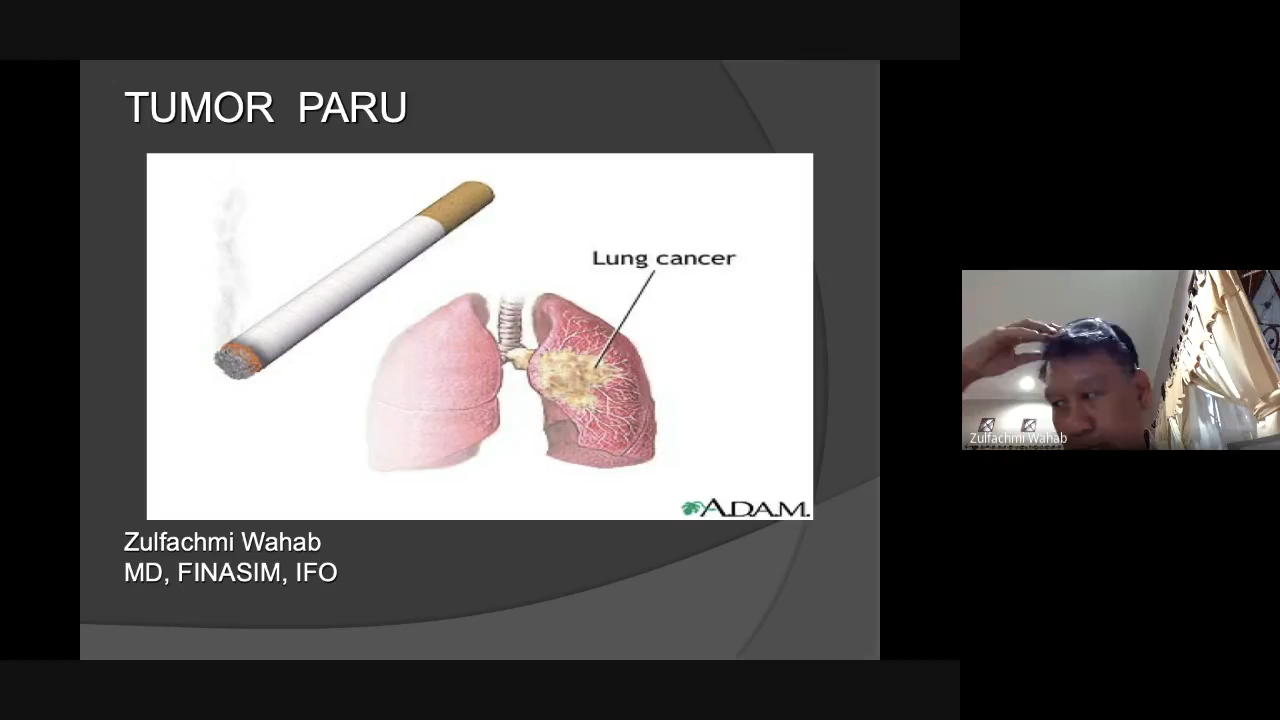 TUMOR PARU
Lung cancer
A.D.A.M.
Zulfachmi Wahab
MD, FINASIM, IFO
Zulfachmi Wahab